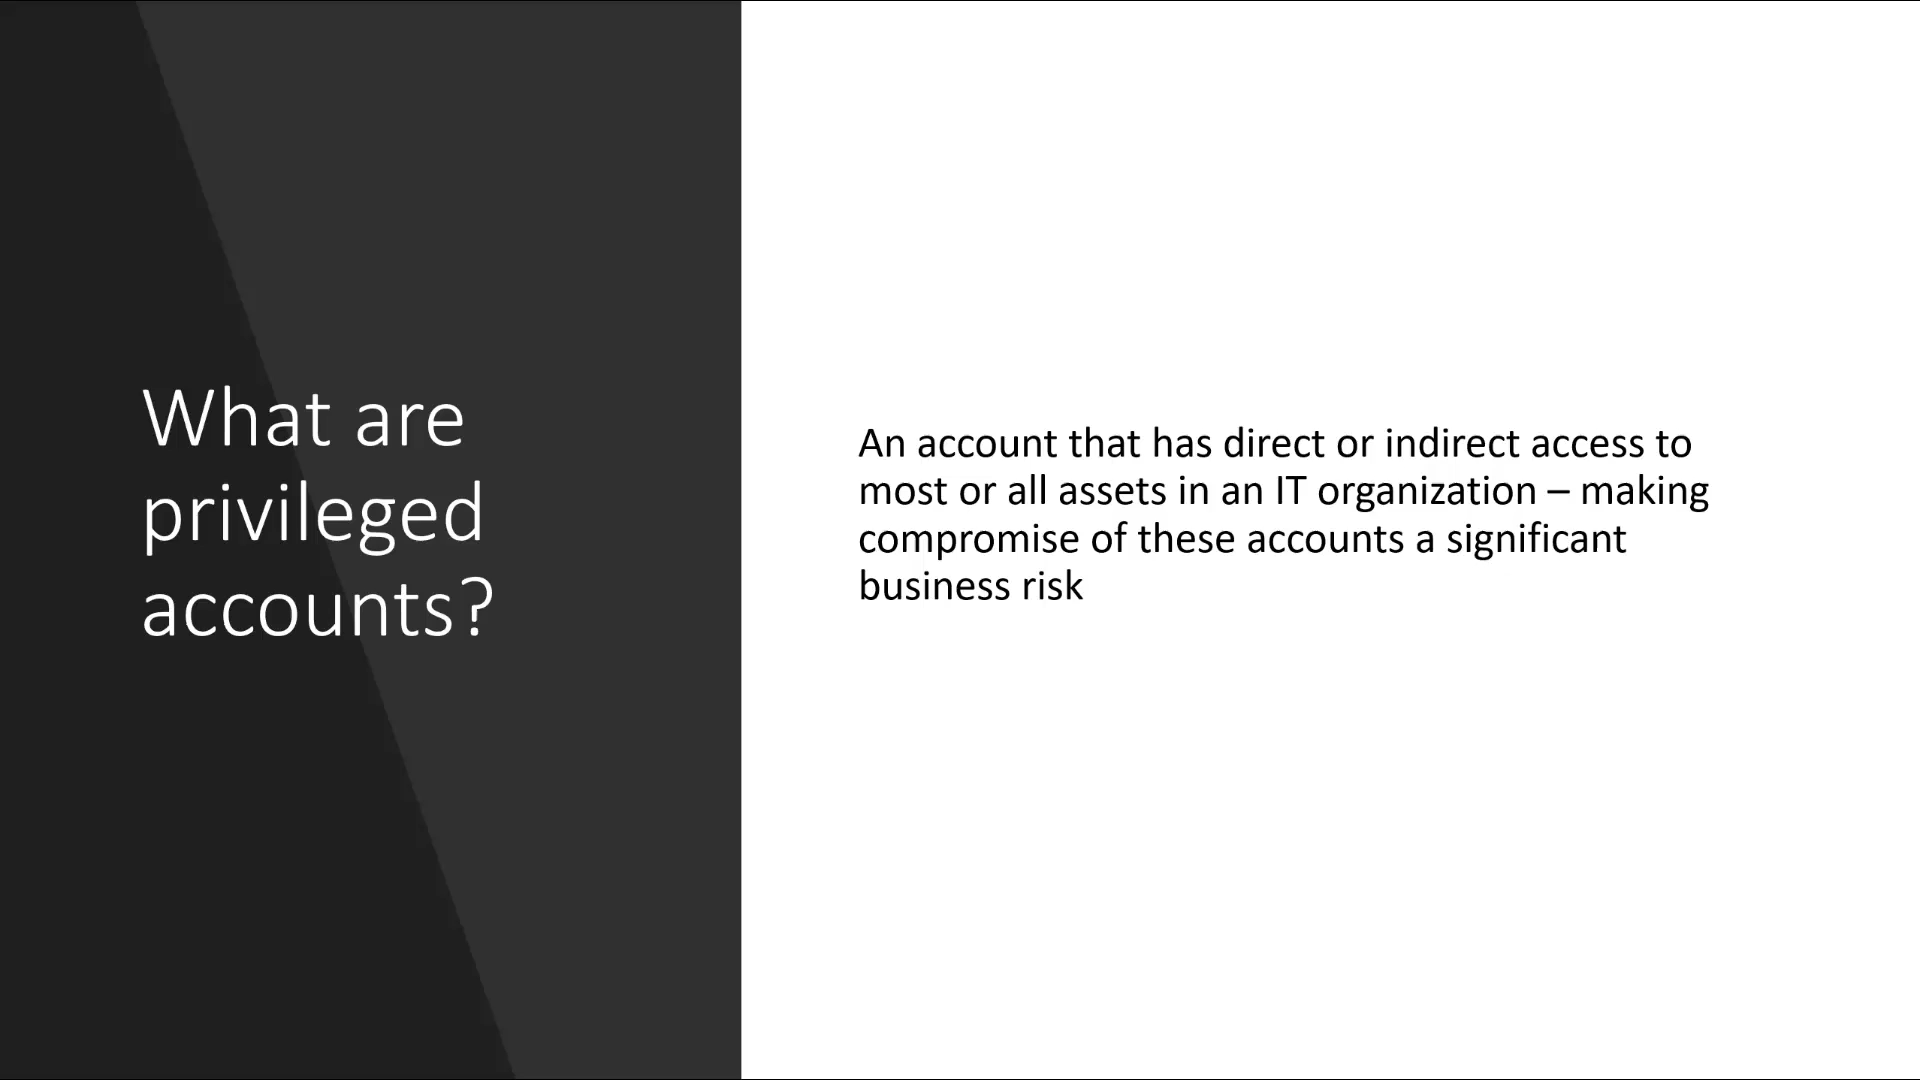 What are
privileged
accounts?
An account that has direct or indirect access to
most or all assets in an IT organization – making
compromise of these accounts a significant
business risk